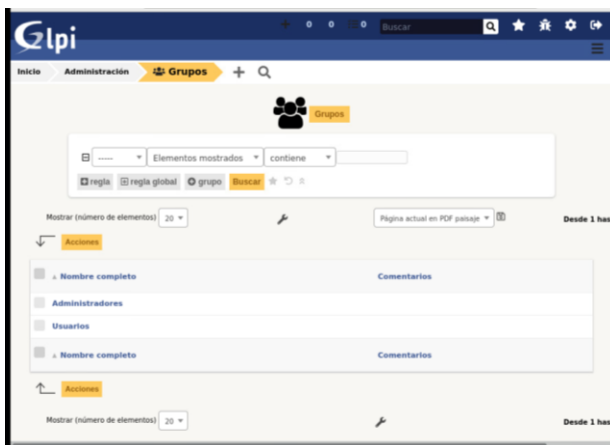 Glpi
0 0 0 Buscar
Inicio Administración Grupos
Grupos
----- Elementos mostrados contiene
regla regla global grupo Buscar
Mostrar (número de elementos) 20 Página actual en PDF paisaje Desde 1 has
Acciones
Nombre completo Comentarios
Administradores
Usuarios
Nombre completo Comentarios
Acciones
Mostrar (número de elementos) 20 Desde 1 has